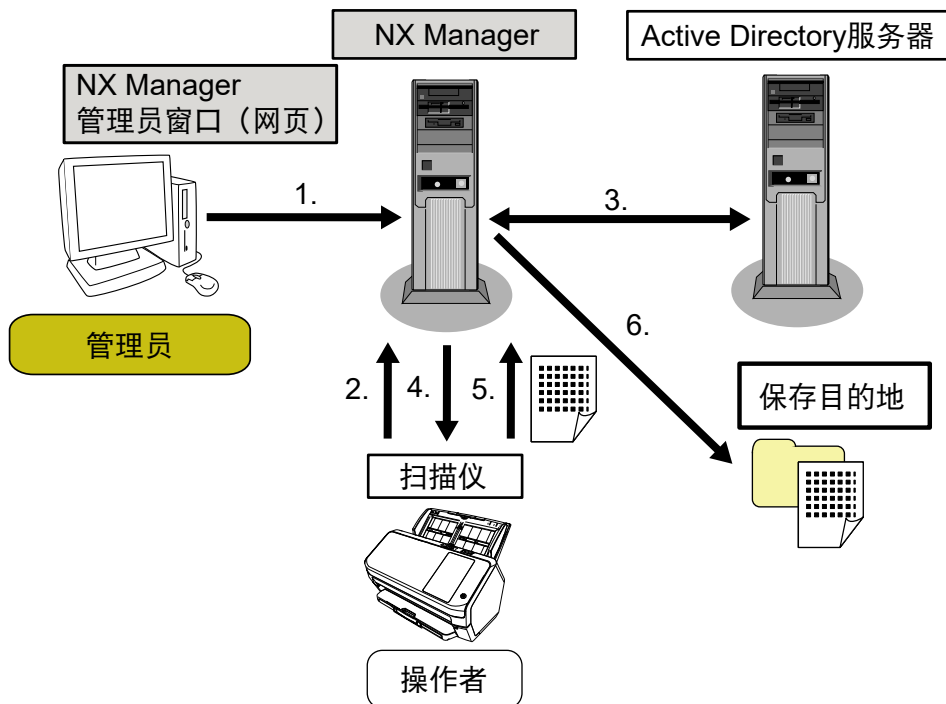 NX Manager
Active Directory服务器
NX Manager
管理员窗口（网页）
1.
3.
管理员
6.
2.
4.
5.
保存目的地
扫描仪
操作者